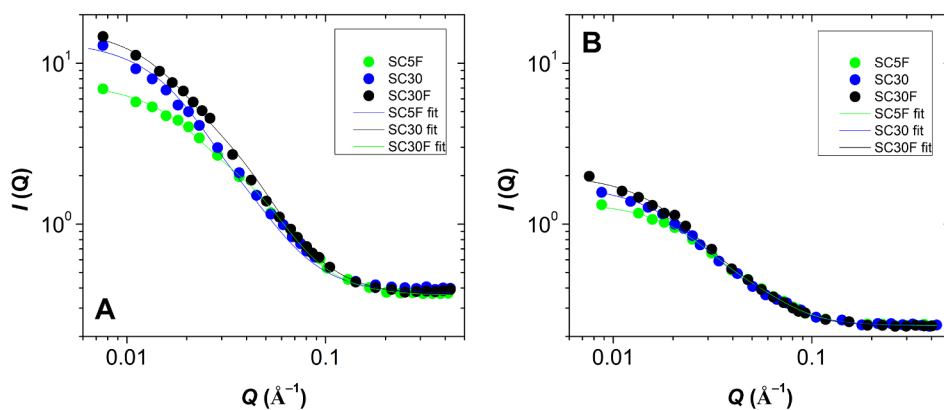 A
I (Q)
10¹
10⁰
0.01
0.1
Q (Å⁻¹)
SC5F
SC30
SC30F
SC5F fit
SC30 fit
SC30F fit
B
I (Q)
10¹
10⁰
0.01
0.1
Q (Å⁻¹)
SC5F
SC30
SC30F
SC5F fit
SC30 fit
SC30F fit